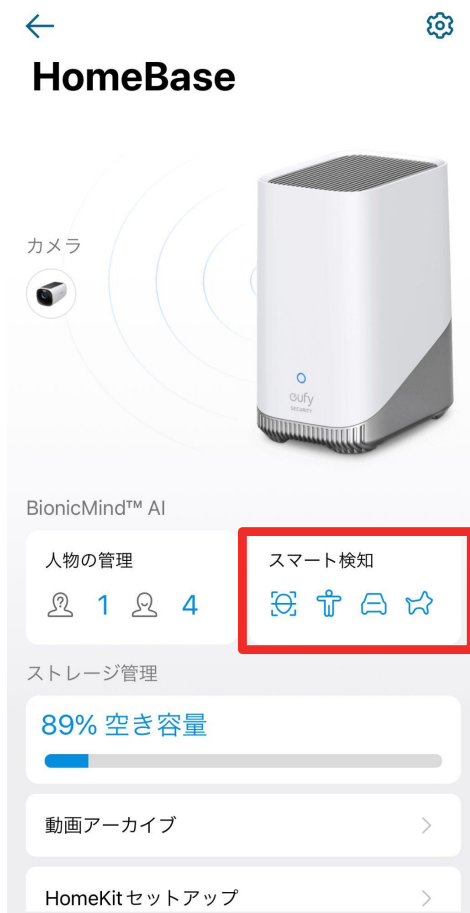 HomeBase
カメラ
eufy
SECURITY
BionicMind™ AI
人物の管理
スマート検知
1 4
ストレージ管理
89% 空き容量
動画アーカイブ
HomeKit セットアップ